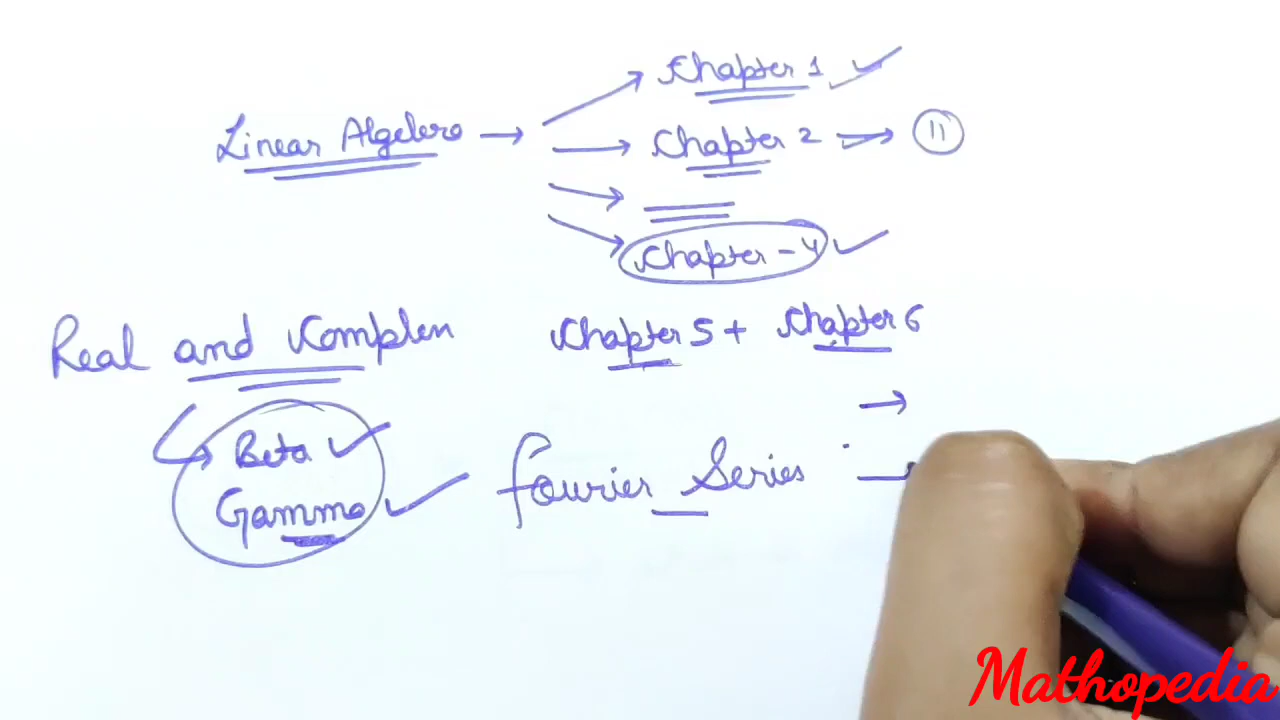 Chapter 1
Linear Algebra → Chapter 2 → 11
Chapter - 4
Real and Complex Chapter 5 + Chapter 6
Beta
Gamma
Fourier Series
Mathopedia